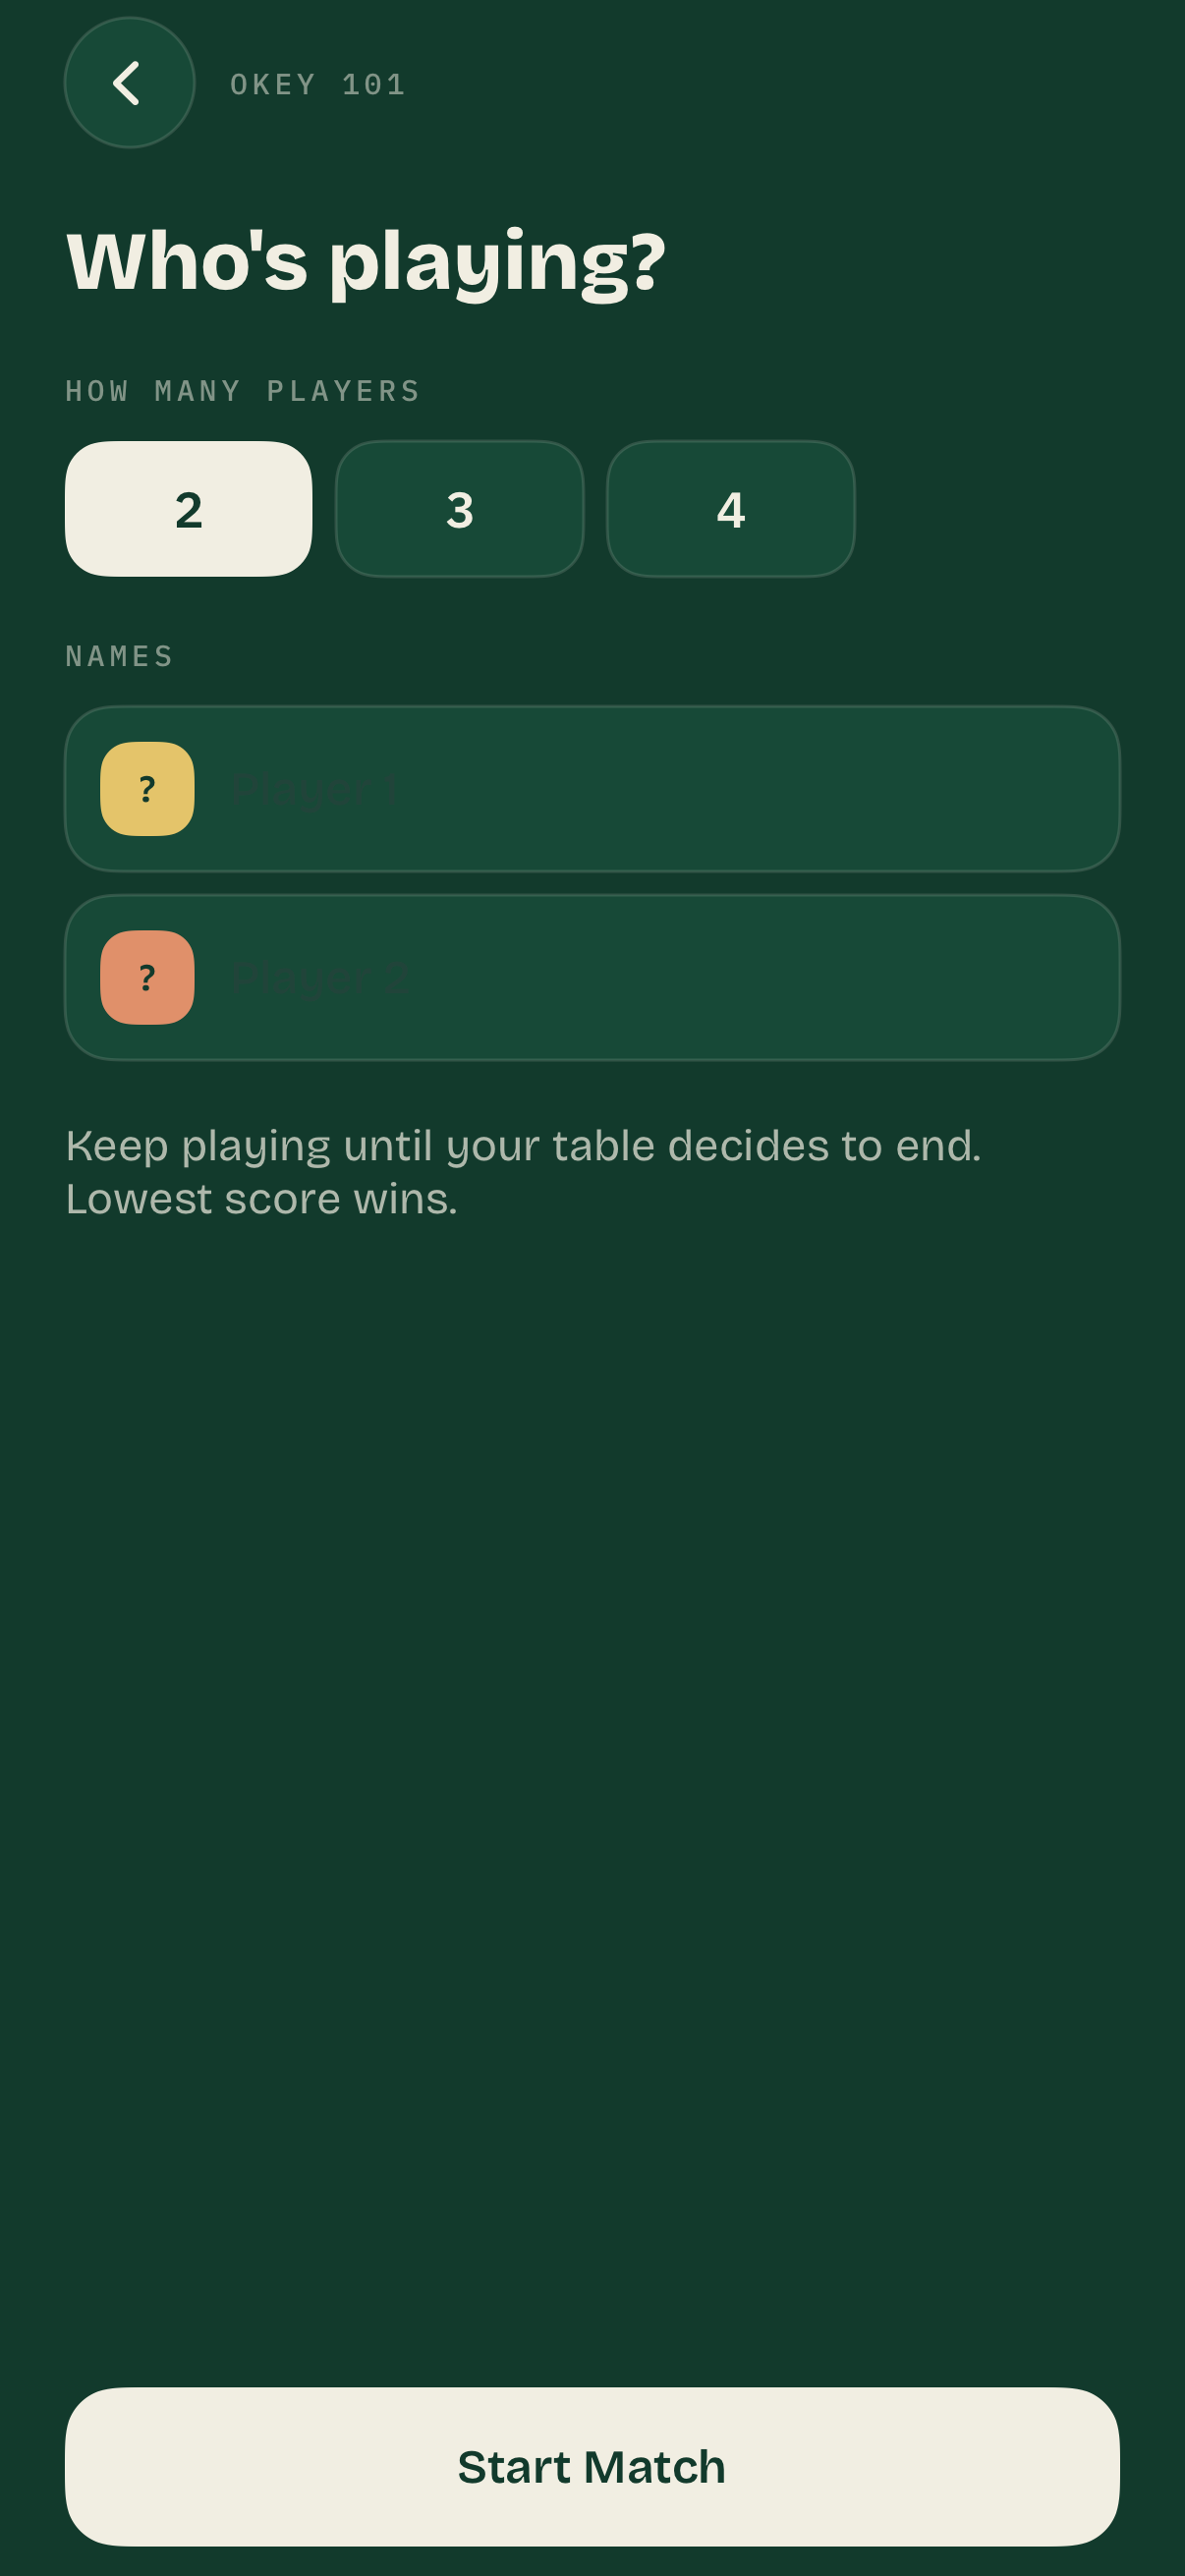 OKEY 101
Who's playing?
HOW MANY PLAYERS
2
3
4
NAMES
?
Player 1
?
Player 2
Keep playing until your table decides to end.
Lowest score wins.
Start Match